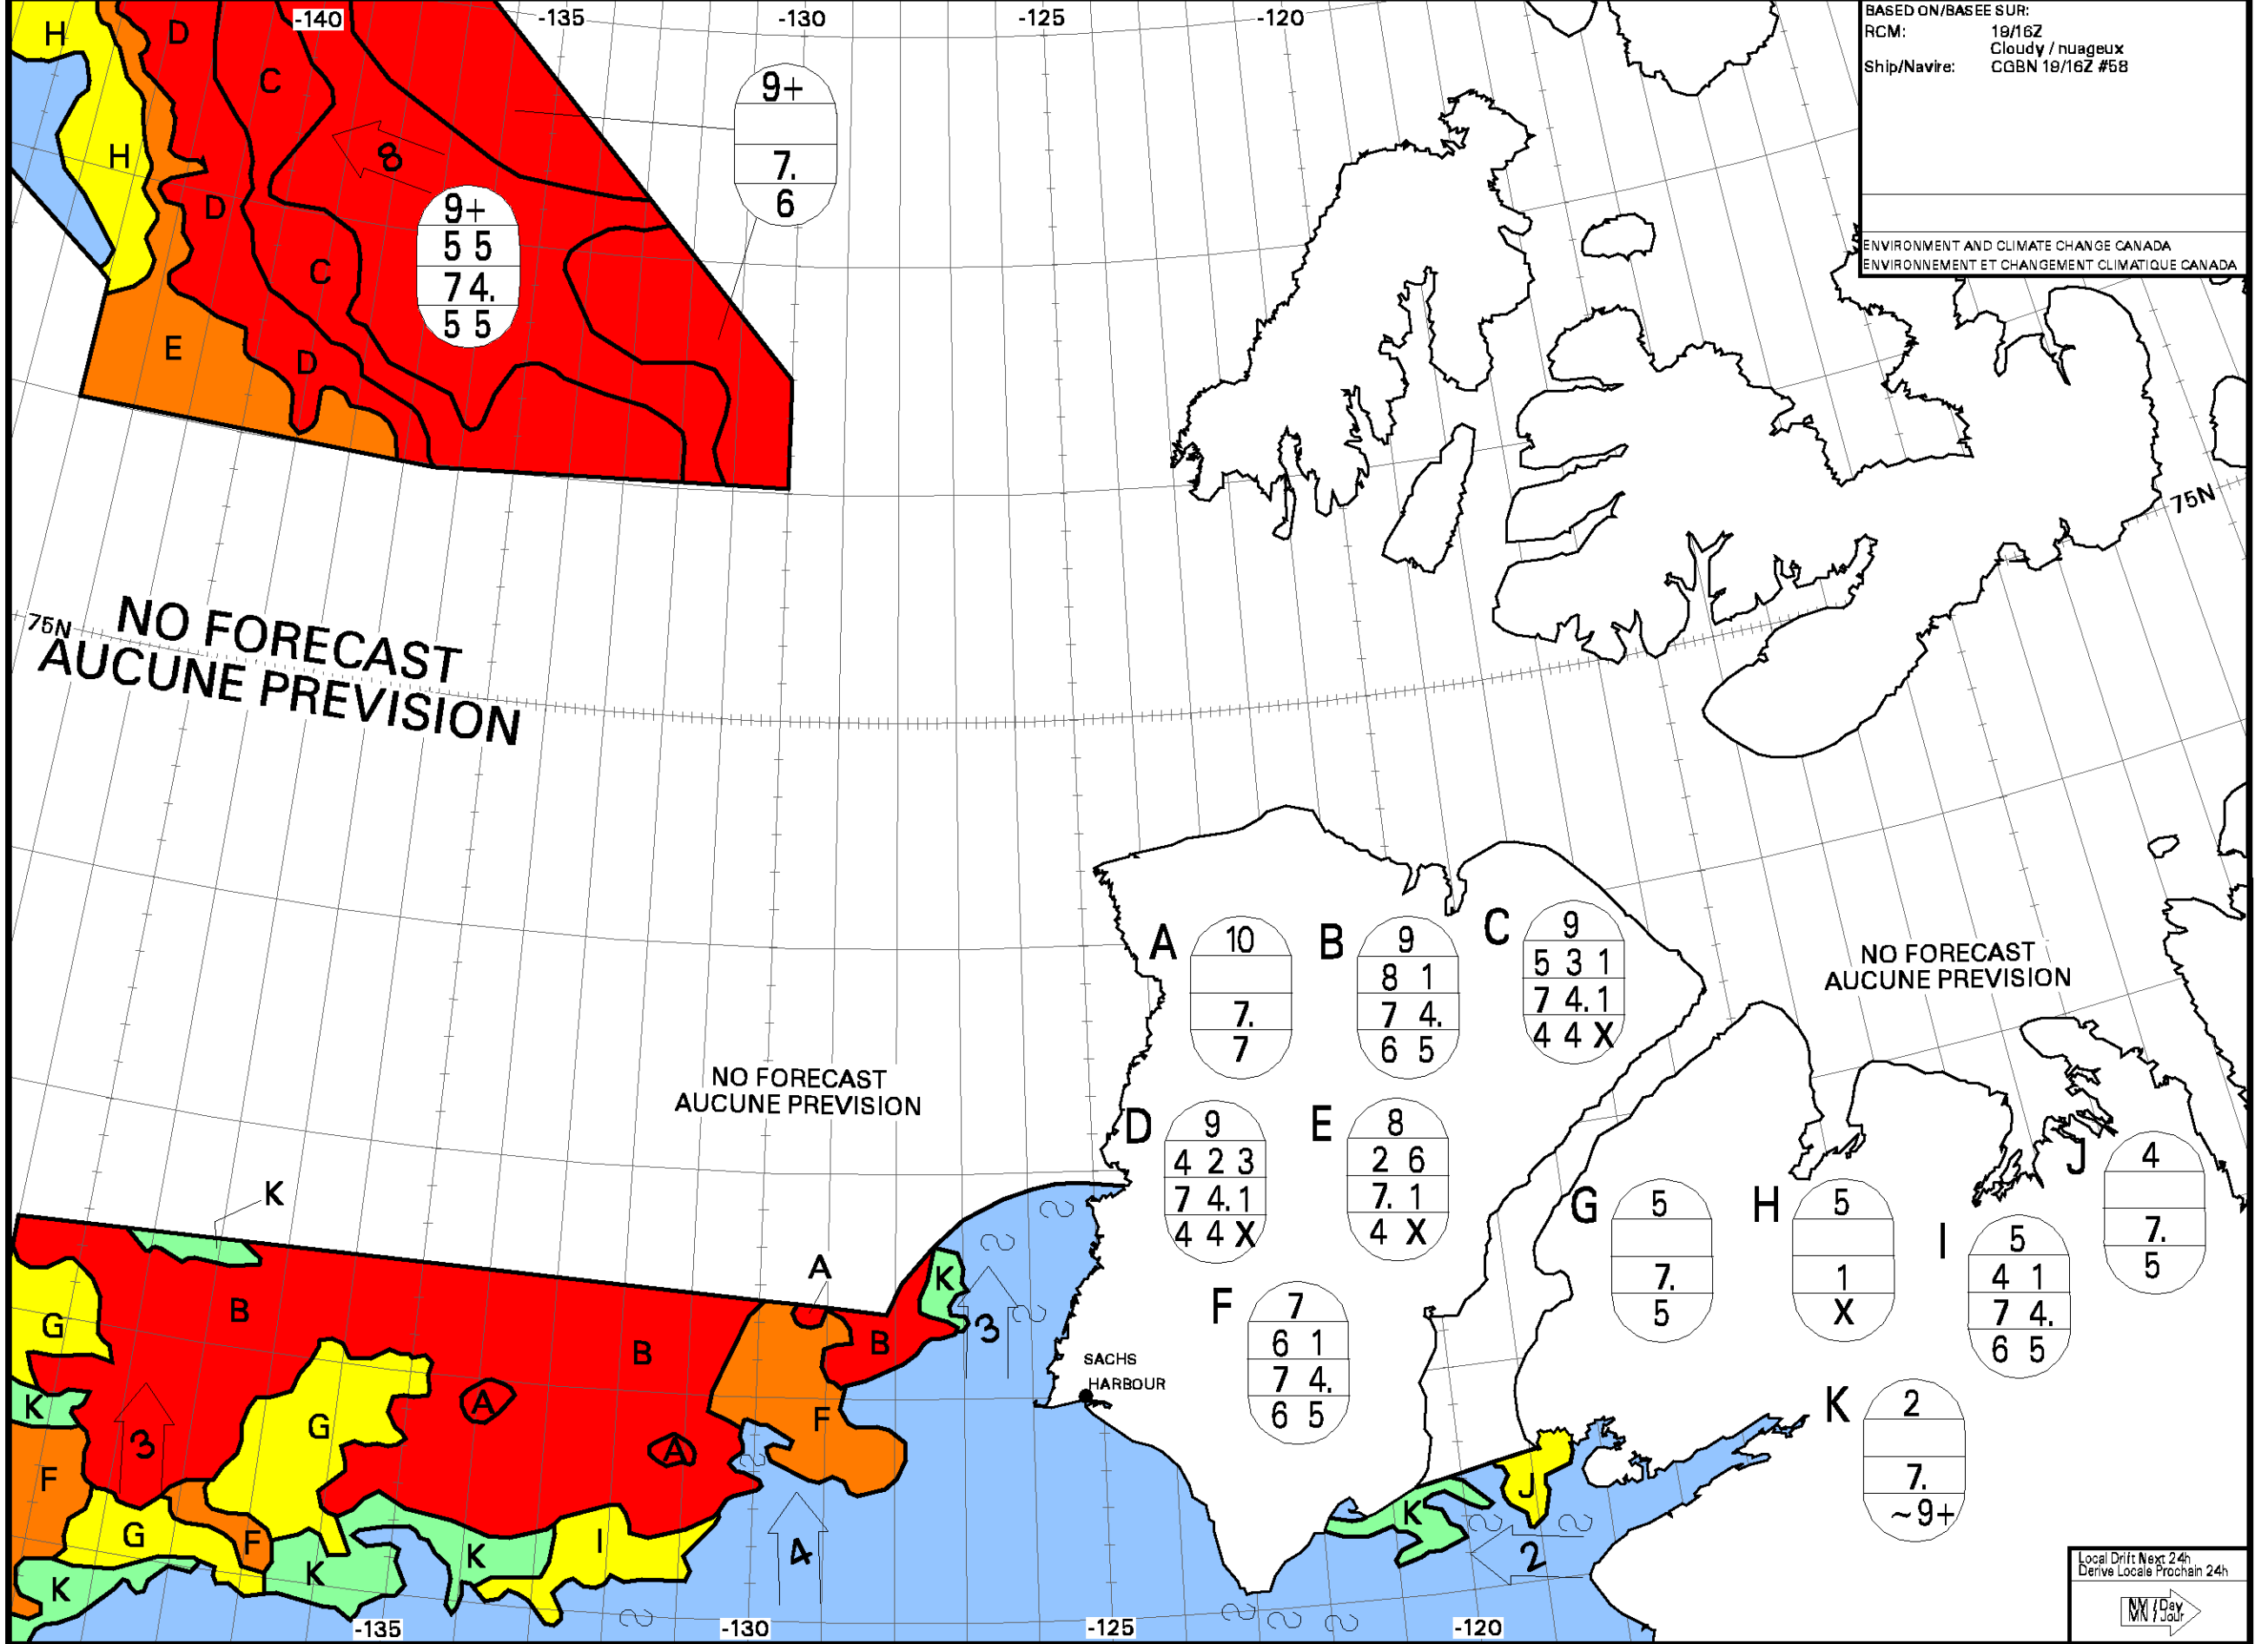 -140
-135
-130
-125
-120
BASED ON/BASEE SUR:
RCM: 19/16Z
Cloudy / nuageux
Ship/Navire: CGBN 19/16Z #58
ENVIRONMENT AND CLIMATE CHANGE CANADA
ENVIRONNEMENT ET CHANGEMENT CLIMATIQUE CANADA
H
D
C
H
D
C
E
D
8
9+
7.
6
9+
5 5
7 4.
5 5
75N
75N
NO FORECAST
AUCUNE PREVISION
NO FORECAST
AUCUNE PREVISION
NO FORECAST
AUCUNE PREVISION
A
10
7.
7
B
9
8 1
7 4.
6 5
C
9
5 3 1
7 4. 1
4 4 X
D
9
4 2 3
7 4. 1
4 4 X
E
8
2 6
7. 1
4 X
F
7
6 1
7 4.
6 5
G
5
7.
5
H
5
1
X
I
5
4 1
7 4.
6 5
J
4
7.
5
K
2
7.
~9+
K
A
K
B
B
B
G
K
F
G
A
A
F
G
F
K
K
K
I
3
3
4
2
K
J
SACHS
HARBOUR
-135
-130
-125
-120
Local Drift Next 24h
Derive Locale Prochain 24h
NM / Day
MN / Jour